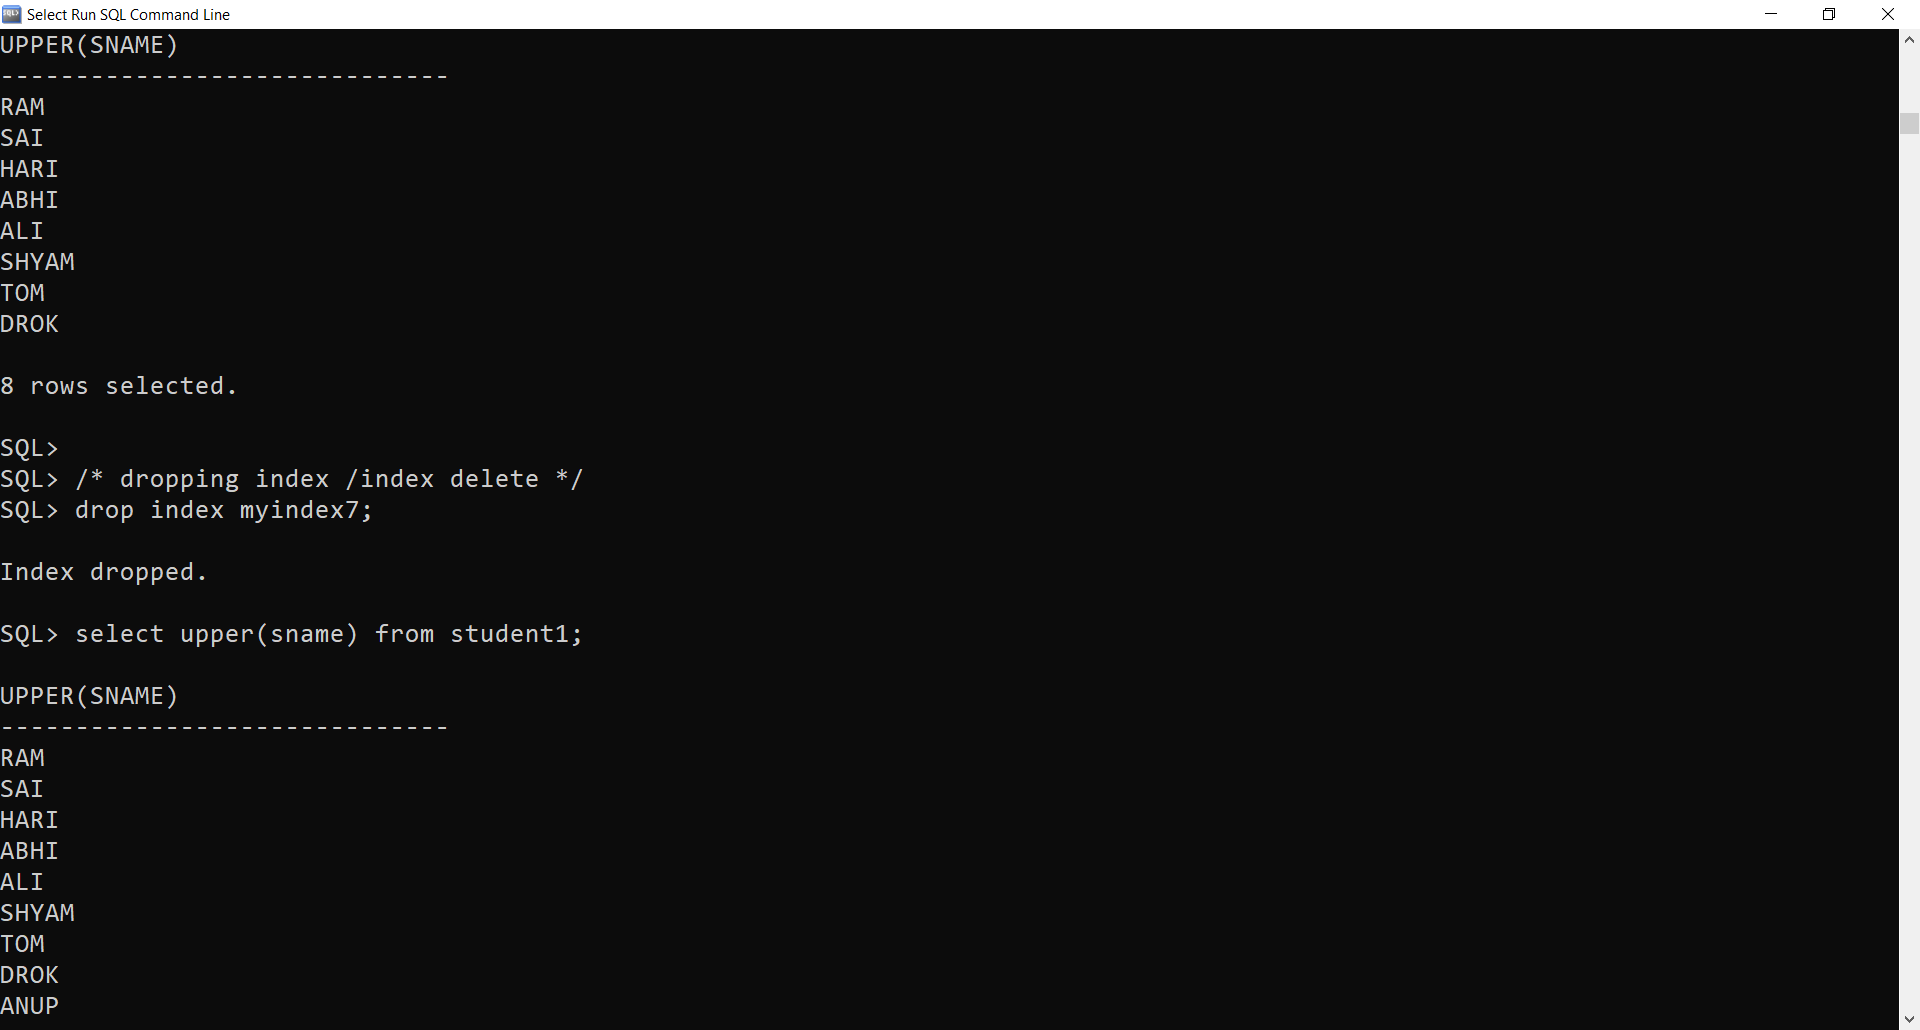 Select Run SQL Command Line
UPPER(SNAME)
------------------------------
RAM
SAI
HARI
ABHI
ALI
SHYAM
TOM
DROK
8 rows selected.
SQL>
SQL> /* dropping index /index delete */
SQL> drop index myindex7;
Index dropped.
SQL> select upper(sname) from student1;
UPPER(SNAME)
------------------------------
RAM
SAI
HARI
ABHI
ALI
SHYAM
TOM
DROK
ANUP